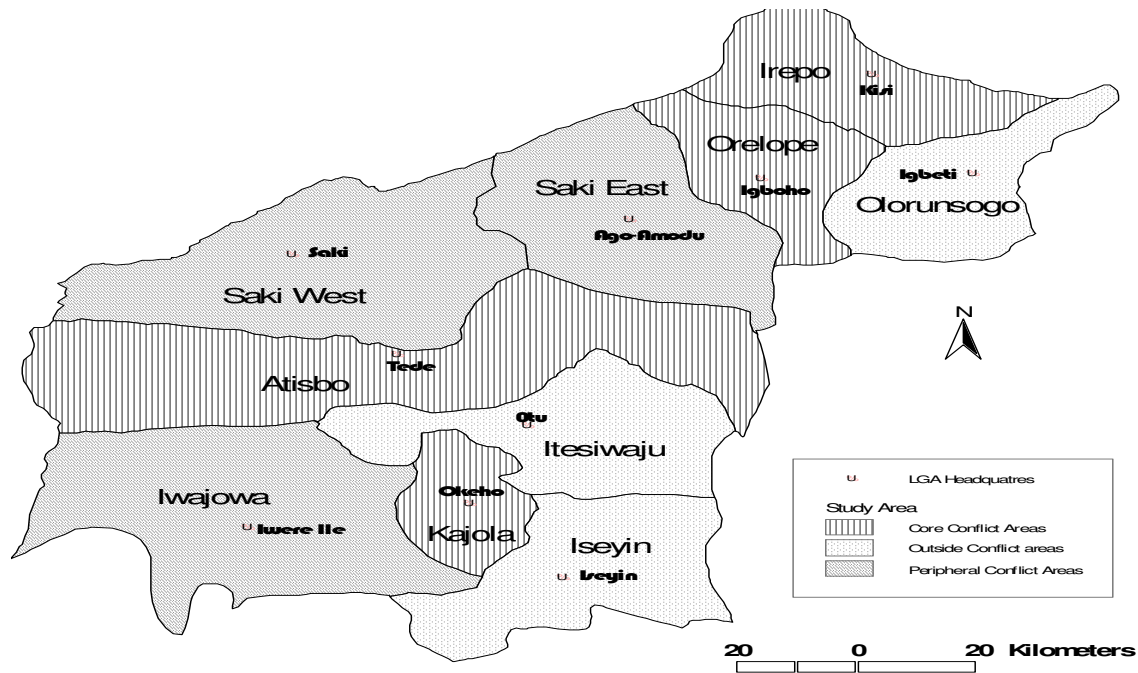 Irepo
Kisi
Orelope
Igboho
Igbeti
Olorunsogo
Saki East
Ago-Amodu
Saki
Saki West
N
Tede
Atisbo
Otu
Itesiwaju
Iwajowa
Iwere Ile
Okeho
Kajola
Iseyin
Iseyin
LGA Headquatres
Study Area
Core Conflict Areas
Outside Conflict areas
Peripheral Conflict Areas
20 0 20 Kilometers